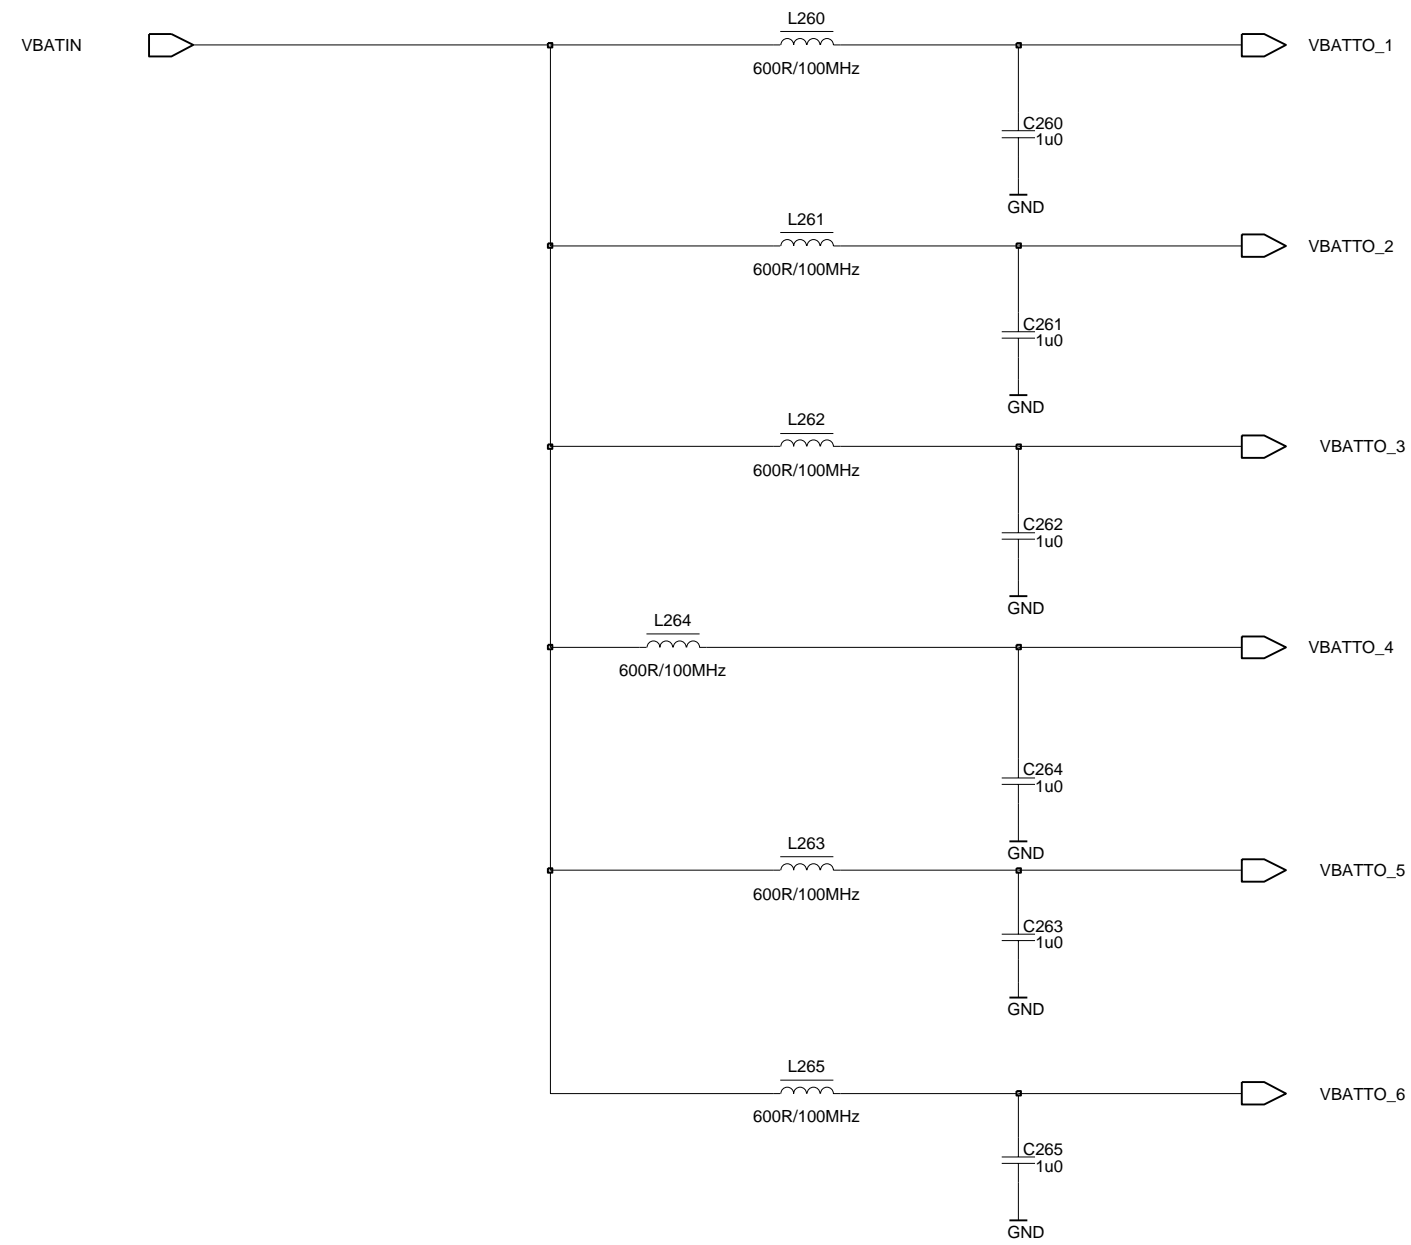 L260
VBATIN
VBATTO_1
600R/100MHz
C260
1u0
GND
L261
VBATTO_2
600R/100MHz
C261
1u0
GND
L262
VBATTO_3
600R/100MHz
C262
1u0
GND
L264
VBATTO_4
600R/100MHz
C264
1u0
GND
L263
VBATTO_5
600R/100MHz
C263
1u0
GND
L265
VBATTO_6
600R/100MHz
C265
1u0
GND